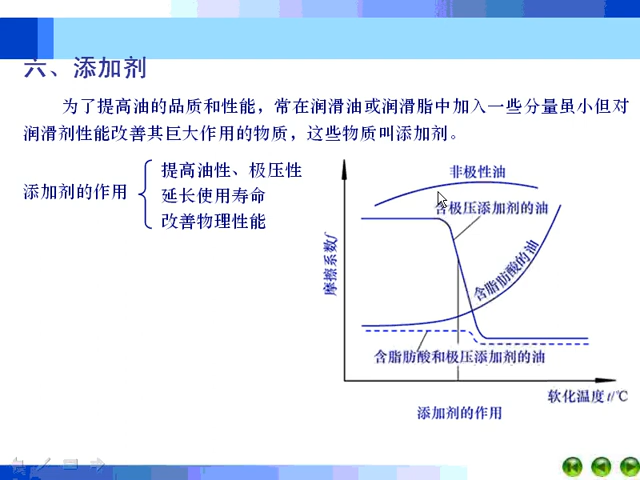 六、添加剂
为了提高油的品质和性能，常在润滑油或润滑脂中加入一些分量虽小但对
润滑剂性能改善其巨大作用的物质，这些物质叫添加剂。
添加剂的作用
提高油性、极压性
延长使用寿命
改善物理性能
非极性油
含极压添加剂的油
含脂肪酸的油
摩擦系数f
含脂肪酸和极压添加剂的油
软化温度t/℃
添加剂的作用